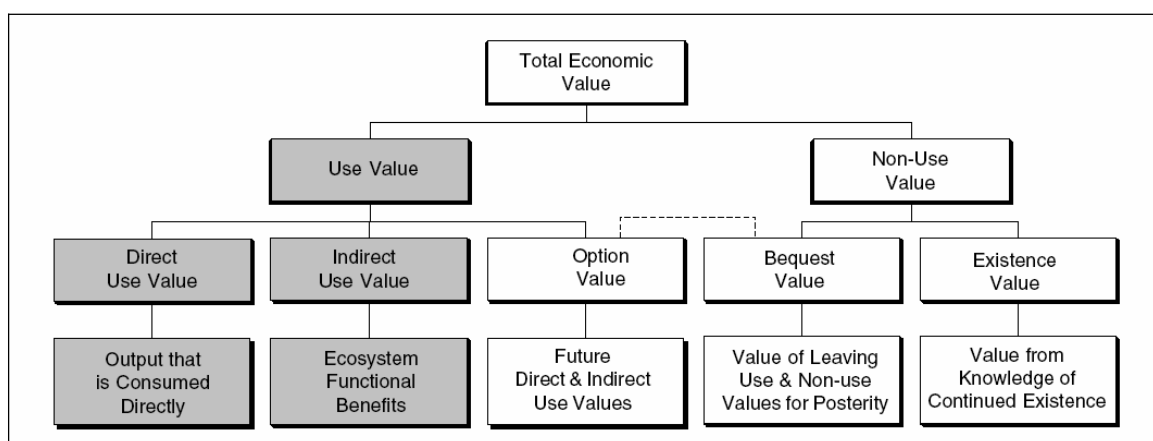 Total Economic
Value
Use Value
Non-Use
Value
Direct
Use Value
Indirect
Use Value
Option
Value
Bequest
Value
Existence
Value
Output that
is Consumed
Directly
Ecosystem
Functional
Benefits
Future
Direct & Indirect
Use Values
Value of Leaving
Use & Non-use
Values for Posterity
Value from
Knowledge of
Continued Existence